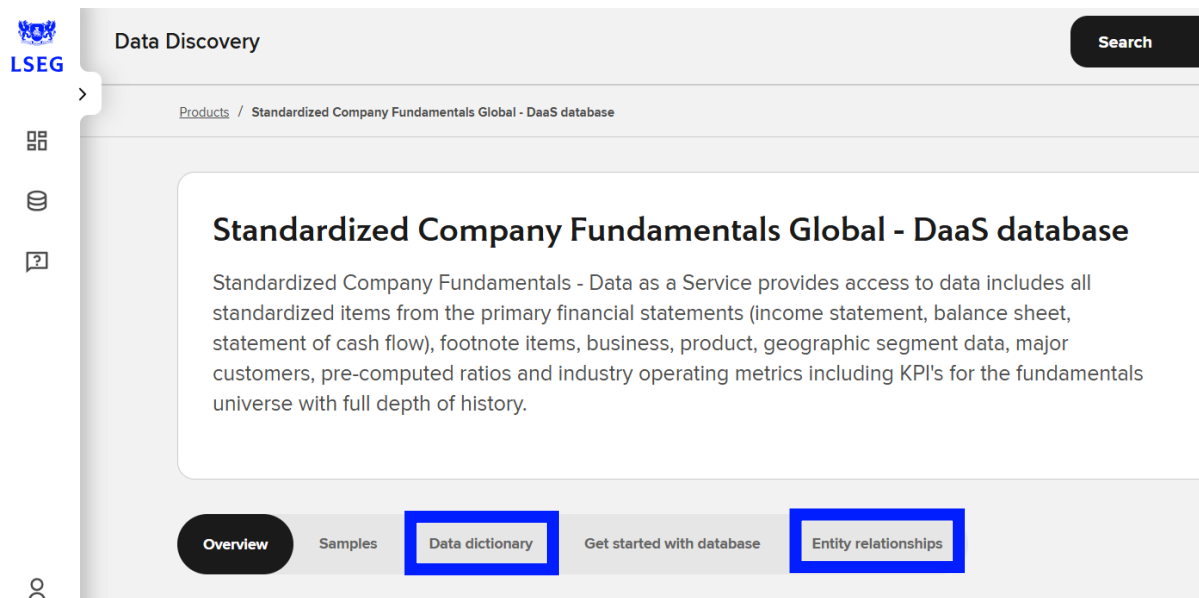 LSEG
Data Discovery
Search
Products / Standardized Company Fundamentals Global - DaaS database
Standardized Company Fundamentals Global - DaaS database
Standardized Company Fundamentals - Data as a Service provides access to data includes all
standardized items from the primary financial statements (income statement, balance sheet,
statement of cash flow), footnote items, business, product, geographic segment data, major
customers, pre-computed ratios and industry operating metrics including KPI's for the fundamentals
universe with full depth of history.
Overview
Samples
Data dictionary
Get started with database
Entity relationships